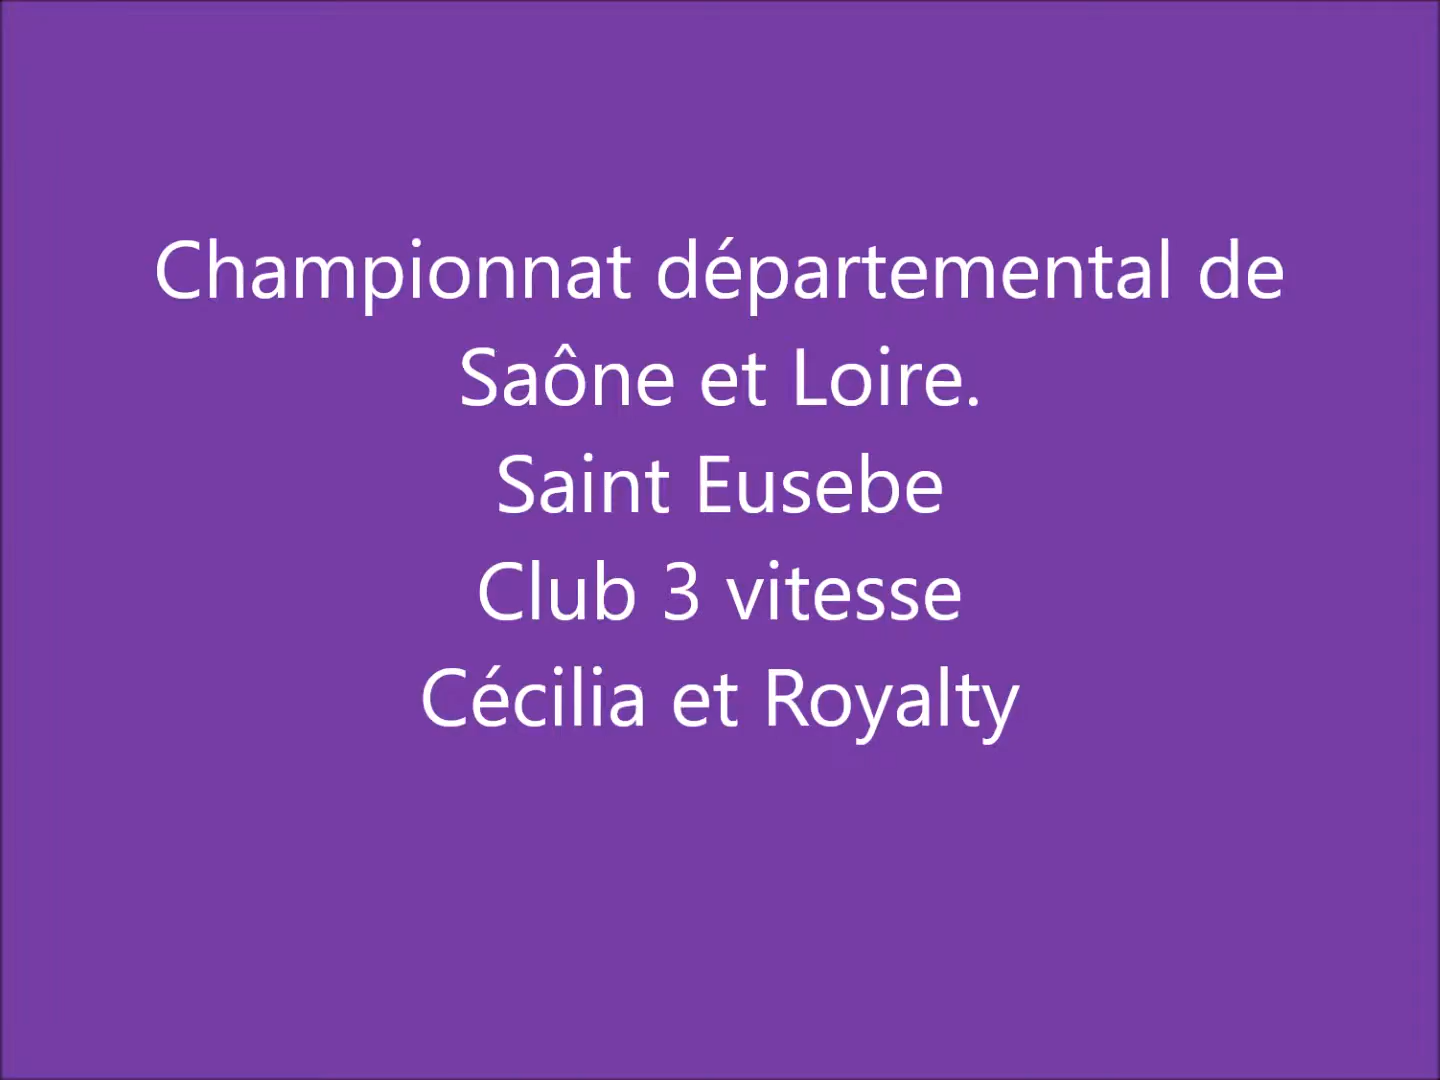 Championnat départemental de
Saône et Loire.
Saint Eusebe
Club 3 vitesse
Cécilia et Royalty